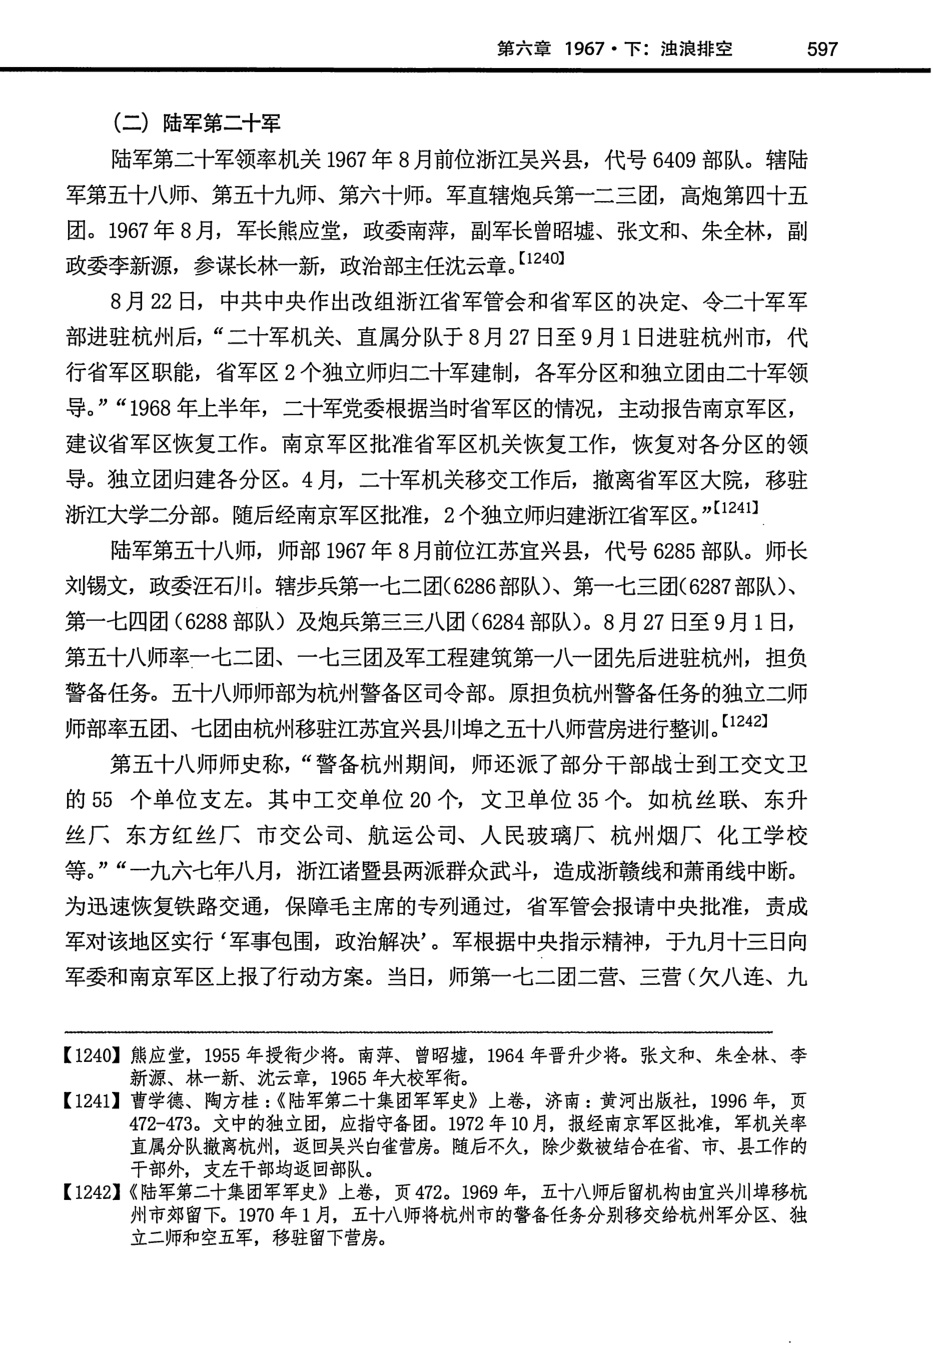 第六章 1967·下：浊浪排空 597
（二）陆军第二十军
陆军第二十军领率机关1967年8月前位浙江吴兴县，代号6409部队。辖陆
军第五十八师、第五十九师、第六十师。军直辖炮兵第一二三团，高炮第四十五
团。1967年8月，军长熊应堂，政委南萍，副军长曾昭墟、张文和、朱全林，副
政委李新源，参谋长林一新，政治部主任沈云章。【1240】
8月22日，中共中央作出改组浙江省军管会和省军区的决定、令二十军军
部进驻杭州后，“二十军机关、直属分队于8月27日至9月1日进驻杭州市，代
行省军区职能，省军区2个独立师归二十军建制，各军分区和独立团由二十军领
导。”“1968年上半年，二十军党委根据当时省军区的情况，主动报告南京军区，
建议省军区恢复工作。南京军区批准省军区机关恢复工作，恢复对各分区的领
导。独立团归建各分区。4月，二十军机关移交工作后，撤离省军区大院，移驻
浙江大学二分部。随后经南京军区批准，2个独立师归建浙江省军区。”【1241】
陆军第五十八师，师部1967年8月前位江苏宜兴县，代号6285部队。师长
刘锡文，政委汪石川。辖步兵第一七二团（6286部队）、第一七三团（6287部队）、
第一七四团（6288部队）及炮兵第三三八团（6284部队）。8月27日至9月1日，
第五十八师率一七二团、一七三团及军工程建筑第一八一团先后进驻杭州，担负
警备任务。五十八师师部为杭州警备区司令部。原担负杭州警备任务的独立二师
师部率五团、七团由杭州移驻江苏宜兴县川埠之五十八师营房进行整训。【1242】
第五十八师师史称，“警备杭州期间，师还派了部分干部战士到工交文卫
的55 个单位支左。其中工交单位20个，文卫单位35个。如杭丝联、东升
丝厂、东方红丝厂、市交公司、航运公司、人民玻璃厂、杭州烟厂、化工学校
等。”“一九六七年八月，浙江诸暨县两派群众武斗，造成浙赣线和萧甬线中断。
为迅速恢复铁路交通，保障毛主席的专列通过，省军管会报请中央批准，责成
军对该地区实行‘军事包围，政治解决’。军根据中央指示精神，于九月十三日向
军委和南京军区上报了行动方案。当日，师第一七二团二营、三营（欠八连、九
【1240】熊应堂，1955年授衔少将。南萍、曾昭墟，1964年晋升少将。张文和、朱全林、李
新源、林一新、沈云章，1965年大校军衔。
【1241】曹学德、陶方桂：《陆军第二十集团军军史》上卷，济南：黄河出版社，1996年，页
472-473。文中的独立团，应指守备团。1972年10月，报经南京军区批准，军机关率
直属分队撤离杭州，返回吴兴白雀营房。随后不久，除少数被结合在省、市、县工作的
干部外，支左干部均返回部队。
【1242】《陆军第二十集团军军史》上卷，页472。1969年，五十八师后留机构由宜兴川埠移杭
州市郊留下。1970年1月，五十八师将杭州市的警备任务分别移交给杭州军分区、独
立二师和空五军，移驻留下营房。